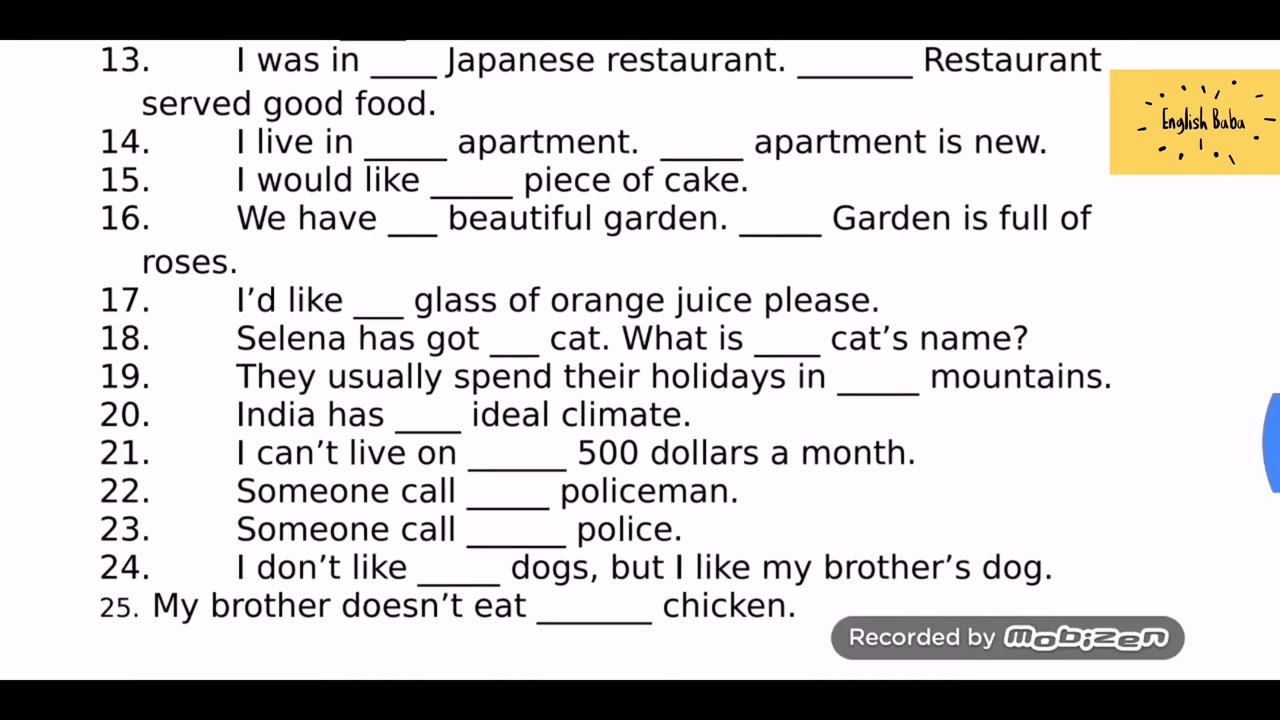 13. I was in ____ Japanese restaurant. _______ Restaurant
served good food.
English Baba
14. I live in _____ apartment. _____ apartment is new.
15. I would like _____ piece of cake.
16. We have ___ beautiful garden. _____ Garden is full of
roses.
17. I’d like ___ glass of orange juice please.
18. Selena has got ___ cat. What is ____ cat’s name?
19. They usually spend their holidays in _____ mountains.
20. India has ____ ideal climate.
21. I can’t live on ______ 500 dollars a month.
22. Someone call _____ policeman.
23. Someone call ______ police.
24. I don’t like _____ dogs, but I like my brother’s dog.
25. My brother doesn’t eat _______ chicken.
Recorded by mobizen